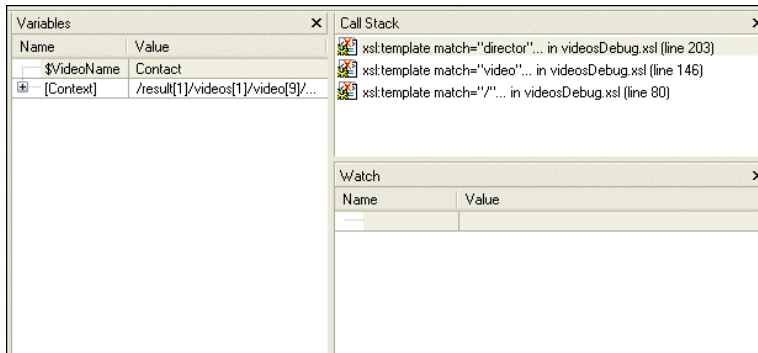 Variables
Name Value
$VideoName Contact
[Context] /result[1]/videos[1]/video[9]/...
Call Stack
xsl:template match="director"... in videosDebug.xsl (line 203)
xsl:template match="video"... in videosDebug.xsl (line 146)
xsl:template match="/"... in videosDebug.xsl (line 80)
Watch
Name Value